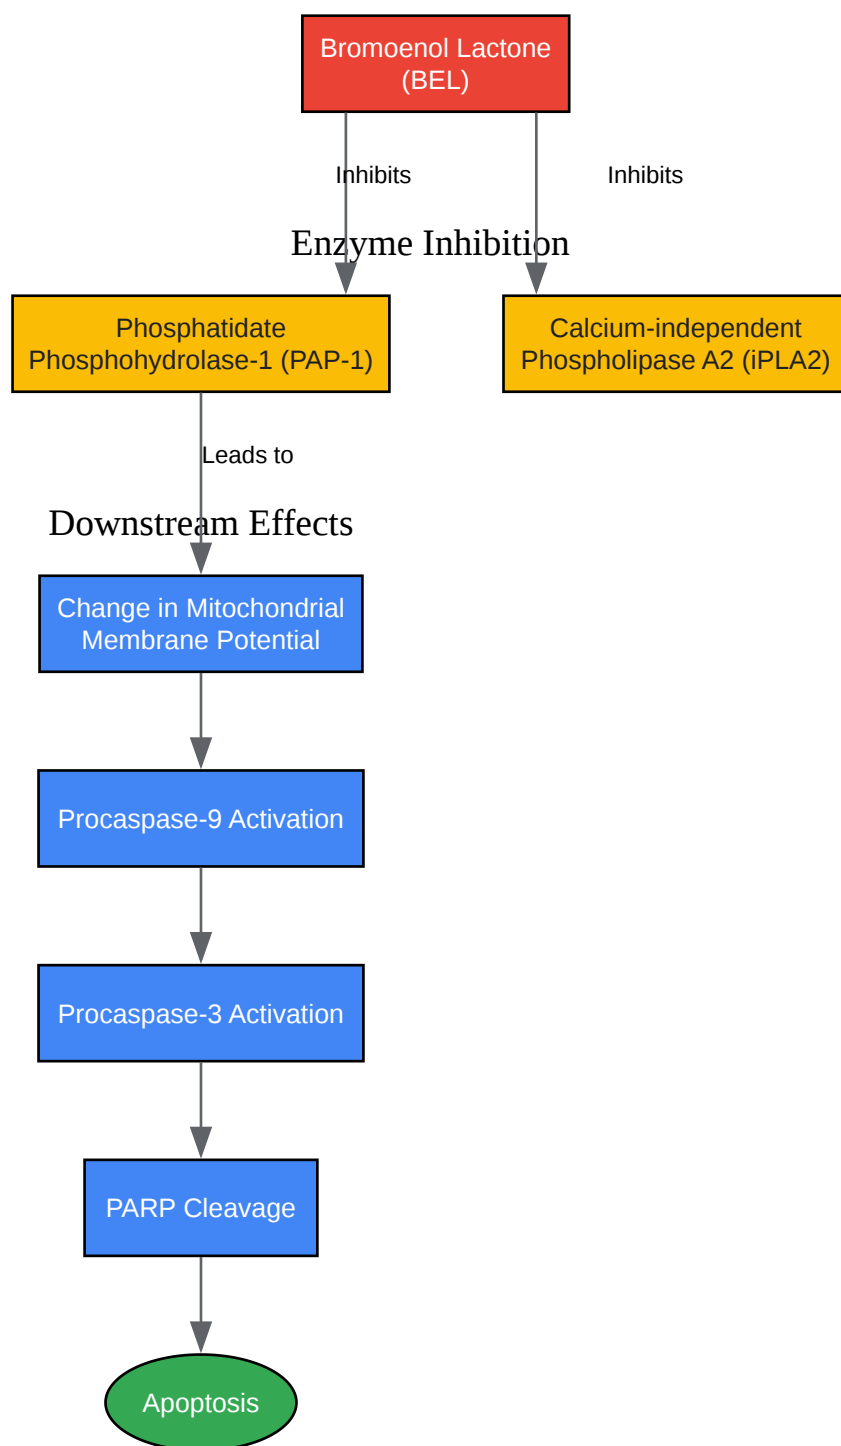 Bromoenol Lactone
(BEL)
Inhibits
Inhibits
Enzyme Inhibition
Phosphatidate
Phosphohydrolase-1 (PAP-1)
Calcium-independent
Phospholipase A2 (iPLA2)
Leads to
Downstream Effects
Change in Mitochondrial
Membrane Potential
Procaspase-9 Activation
Procaspase-3 Activation
PARP Cleavage
Apoptosis